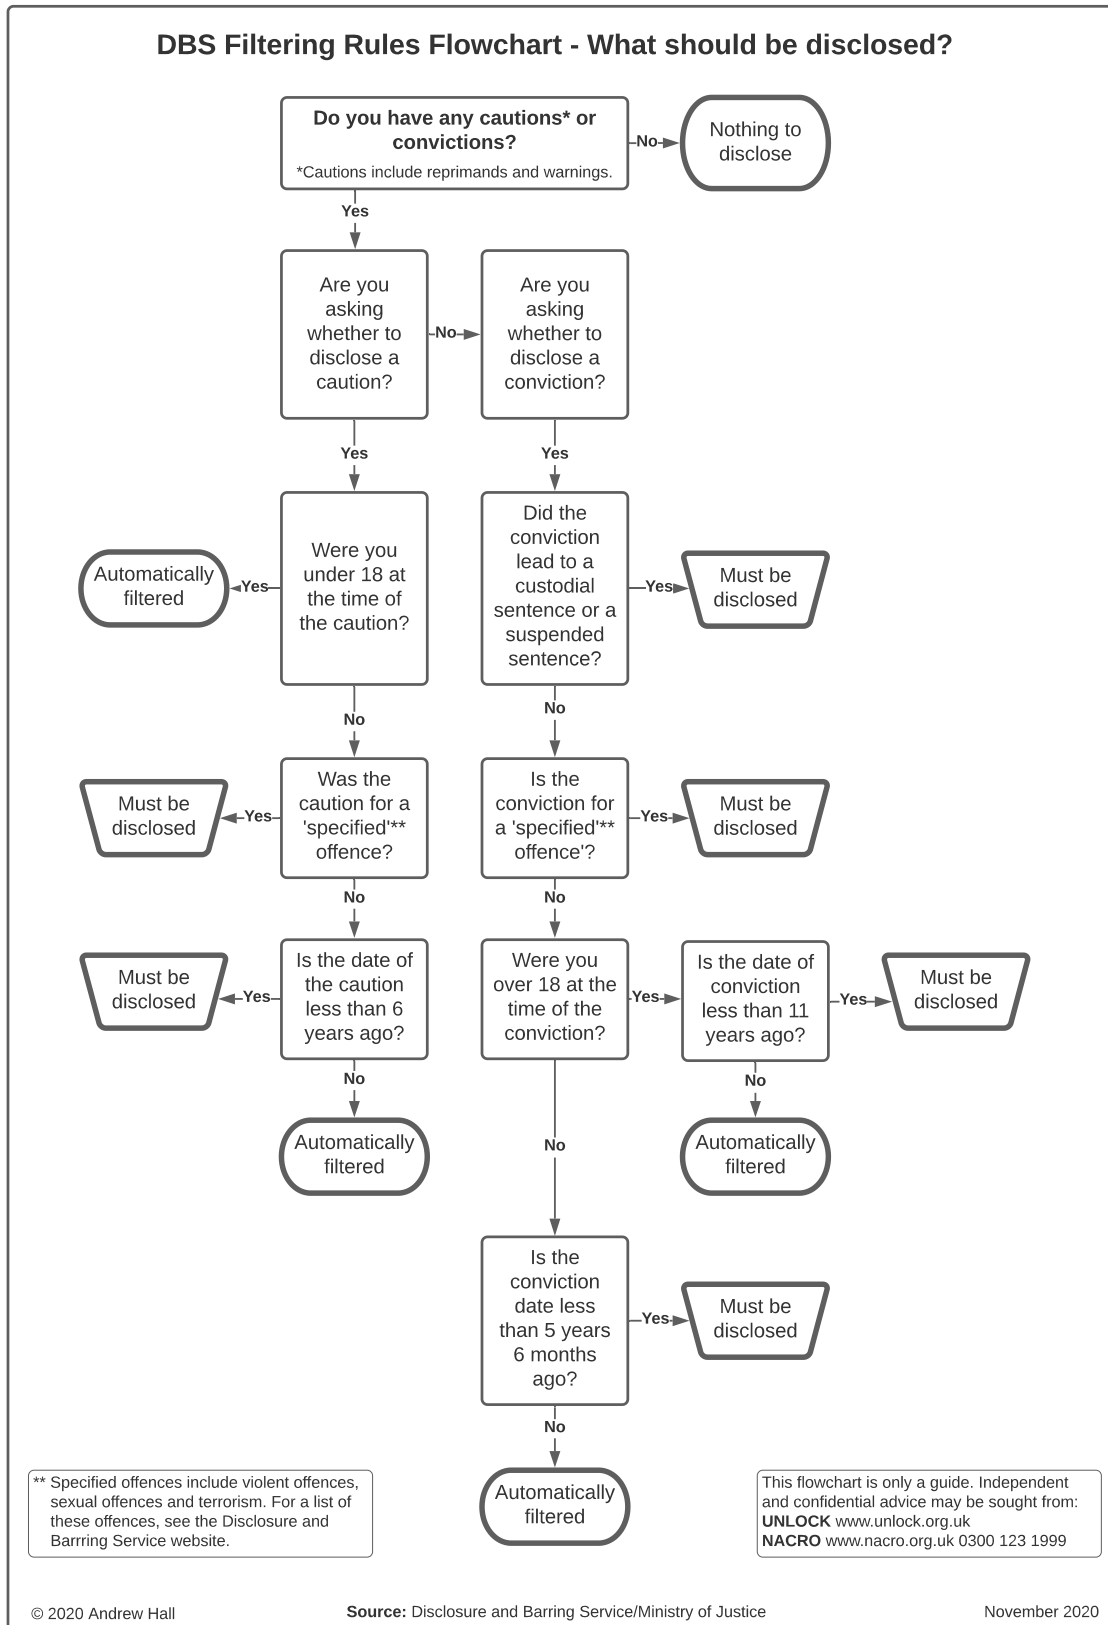 DBS Filtering Rules Flowchart - What should be disclosed?
Do you have any cautions* or
convictions?
*Cautions include reprimands and warnings.
No
Nothing to
disclose
Yes
Are you
asking
whether to
disclose a
caution?
No
Are you
asking
whether to
disclose a
conviction?
Yes
Yes
Automatically
filtered
Yes
Were you
under 18 at
the time of
the caution?
Did the
conviction
lead to a
custodial
sentence or a
suspended
sentence?
Yes
Must be
disclosed
No
No
Must be
disclosed
Yes
Was the
caution for a
'specified'**
offence?
Is the
conviction for
a 'specified'**
offence'?
Yes
Must be
disclosed
No
No
Must be
disclosed
Yes
Is the date of
the caution
less than 6
years ago?
Were you
over 18 at the
time of the
conviction?
Yes
Is the date of
conviction
less than 11
years ago?
Yes
Must be
disclosed
No
No
No
Automatically
filtered
Automatically
filtered
Is the
conviction
date less
than 5 years
6 months
ago?
Yes
Must be
disclosed
No
Automatically
filtered
** Specified offences include violent offences,
sexual offences and terrorism. For a list of
these offences, see the Disclosure and
Barrring Service website.
This flowchart is only a guide. Independent
and confidential advice may be sought from:
UNLOCK www.unlock.org.uk
NACRO www.nacro.org.uk 0300 123 1999
© 2020 Andrew Hall
Source: Disclosure and Barring Service/Ministry of Justice
November 2020